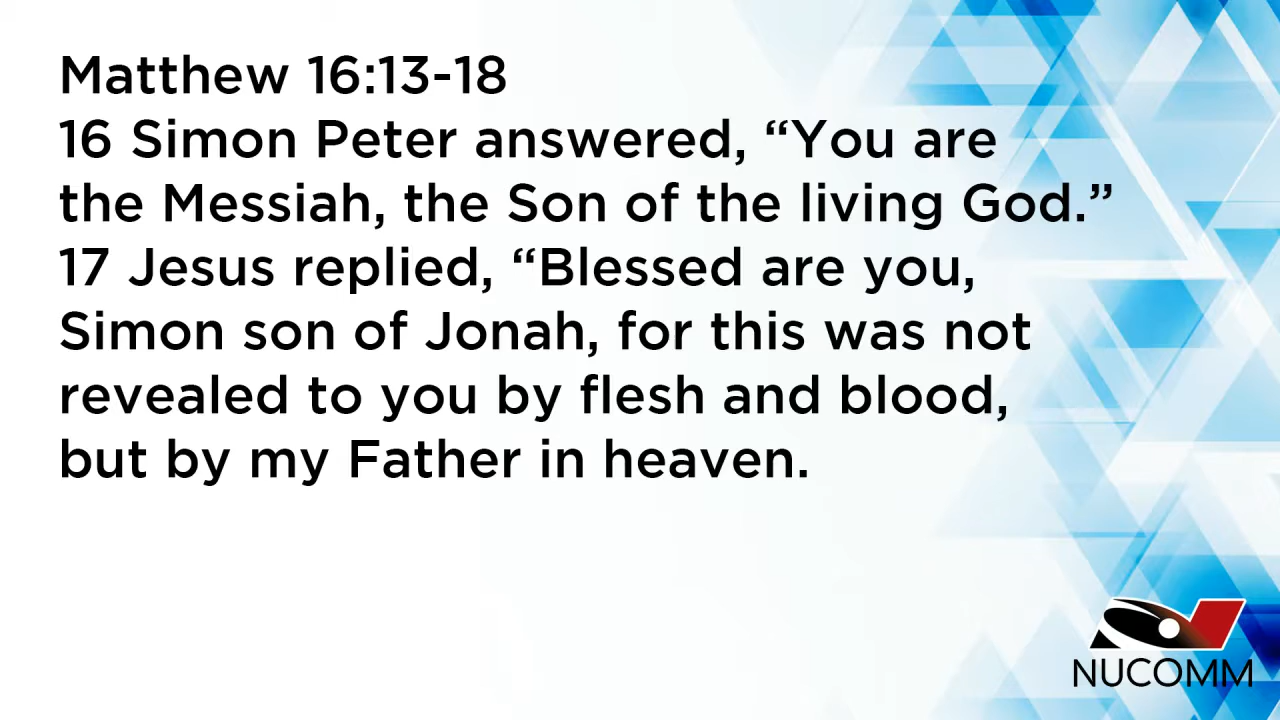 Matthew 16:13-18
16 Simon Peter answered, “You are
the Messiah, the Son of the living God.”
17 Jesus replied, “Blessed are you,
Simon son of Jonah, for this was not
revealed to you by flesh and blood,
but by my Father in heaven.
NUCOMM